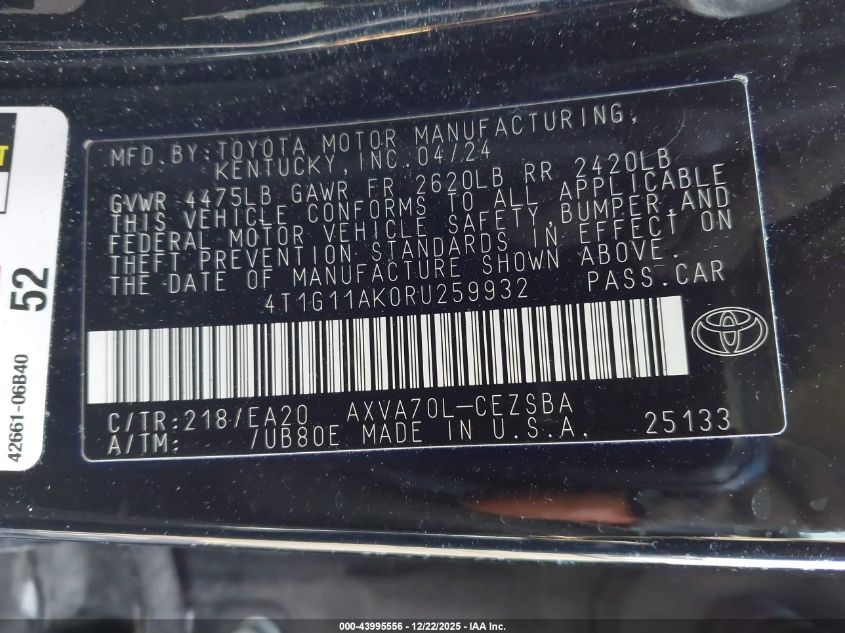 MFD.BY:TOYOTA MOTOR MANUFACTURING,
KENTUCKY,INC.04/24
GVWR 4475LB GAWR FR 2620LB RR 2420LB
THIS VEHICLE CONFORMS TO ALL APPLICABLE
FEDERAL MOTOR VEHICLE SAFETY,BUMPER,AND
THEFT PREVENTION STANDARDS IN EFFECT ON
THE DATE OF MANUFACTURE SHOWN ABOVE.
4T1G11AK0RU259932 PASS.CAR
C/TR:218/EA20 AXVA70L-CEZSBA
A/TM: /UB80E MADE IN U.S.A. 25133
52
42661-06B40
000-43995556 - 12/22/2025 - IAA Inc.